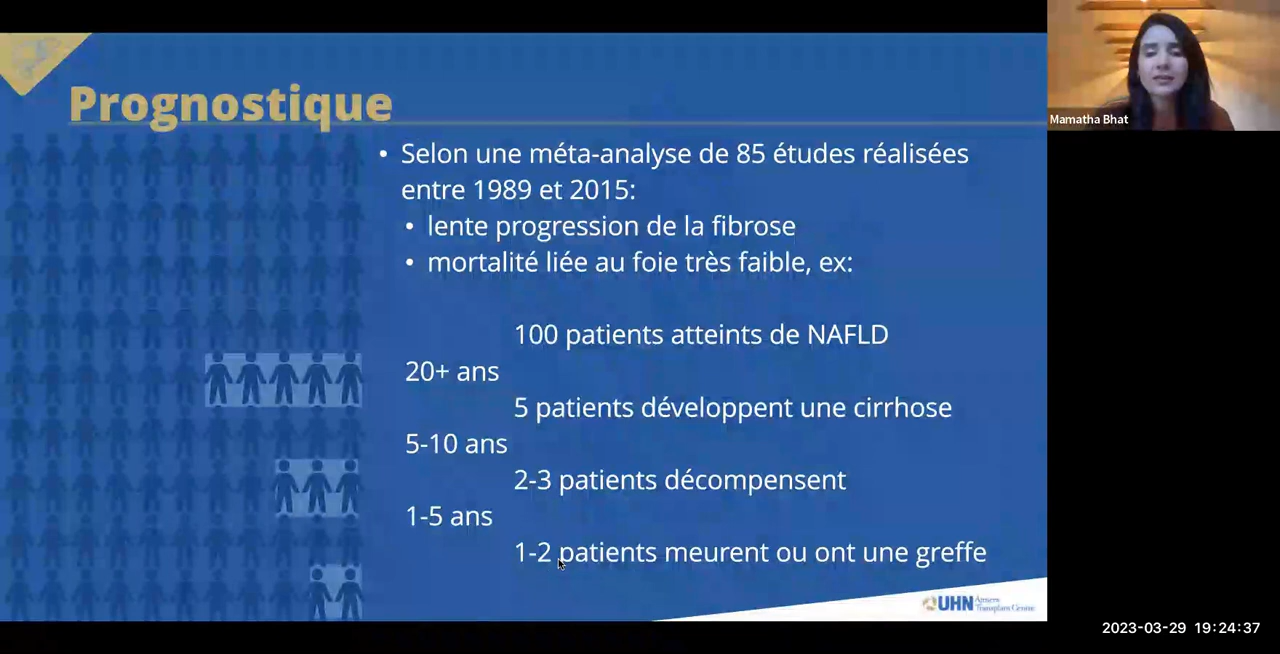 Prognostique
• Selon une méta-analyse de 85 études réalisées
entre 1989 et 2015:
• lente progression de la fibrose
• mortalité liée au foie très faible, ex:
100 patients atteints de NAFLD
20+ ans
5 patients développent une cirrhose
5-10 ans
2-3 patients décompensent
1-5 ans
1-2 patients meurent ou ont une greffe
UHN Ajmera
Transplant Centre
Mamatha Bhat
2023-03-29 19:24:37